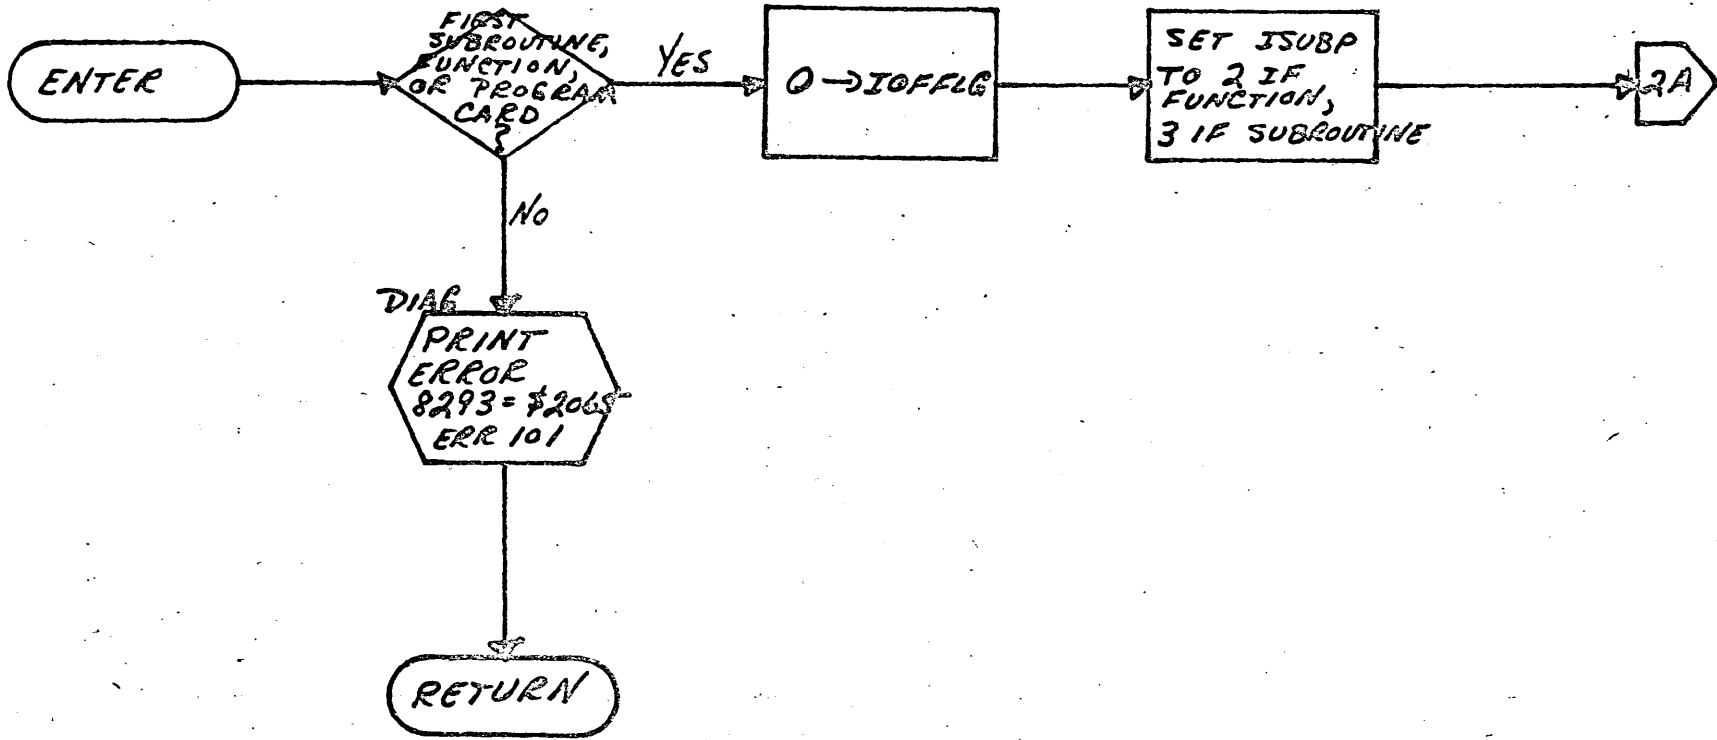 ENTER
FIRST
SUBROUTINE,
FUNCTION,
OR PROGRAM
CARD
?
YES
0→IOFFLG
SET ISUBP
TO 2 IF
FUNCTION,
3 IF SUBROUTINE
2A
NO
DIAG
PRINT
ERROR
8293 = $2065
ERR 101
RETURN